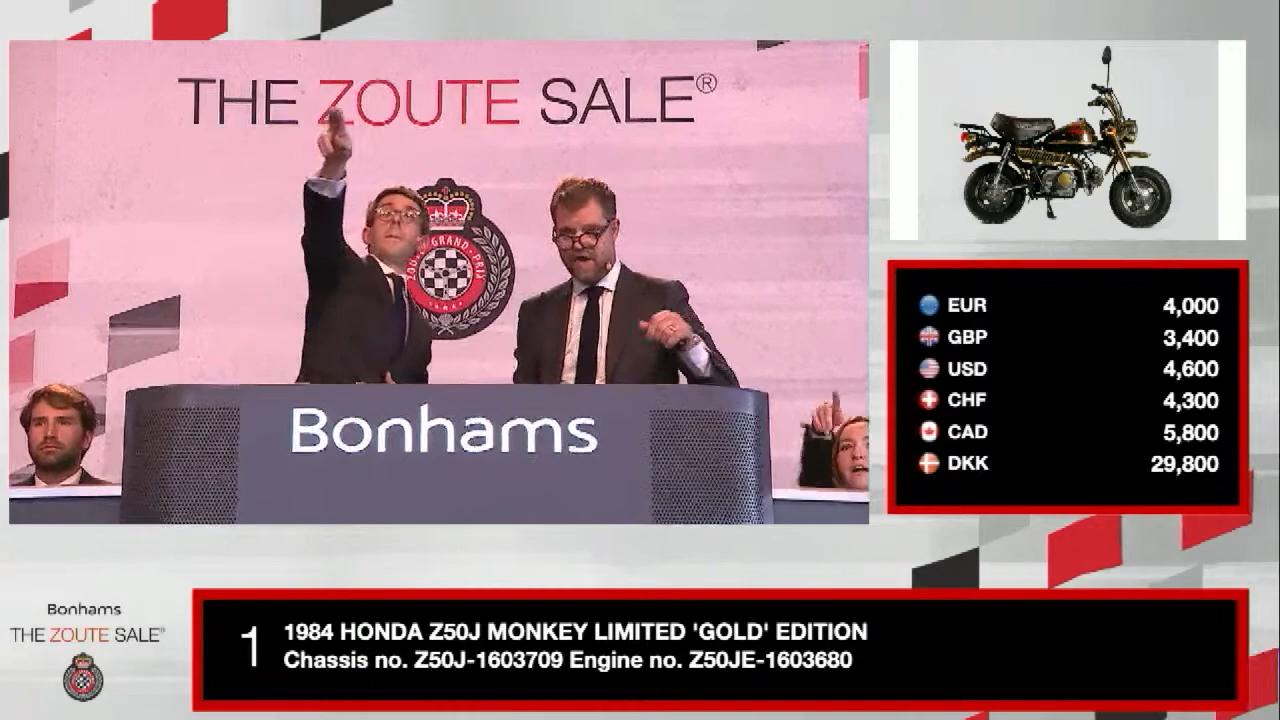 THE ZOUTE SALE®
GRAND PRIX
Bonhams
EUR 4,000
GBP 3,400
USD 4,600
CHF 4,300
CAD 5,800
DKK 29,800
Bonhams
THE ZOUTE SALE®
1
1984 HONDA Z50J MONKEY LIMITED 'GOLD' EDITION
Chassis no. Z50J-1603709 Engine no. Z50JE-1603680